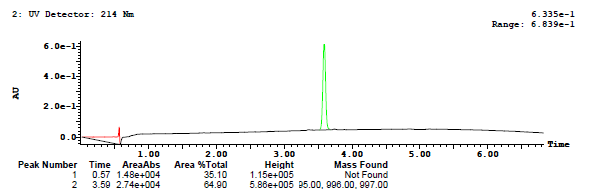 2: UV Detector: 214 Nm 6.335e-1
Range: 6.839e-1
6.0e-1
4.0e-1
2.0e-1
0.0
AU
1.00 2.00 3.00 4.00 5.00 6.00 Time
Peak Number Time AreaAbs Area %Total Height Mass Found
1 0.57 1.48e+004 35.10 1.15e+005 Not Found
2 3.59 2.74e+004 64.90 5.86e+005 95.00, 996.00, 997.00